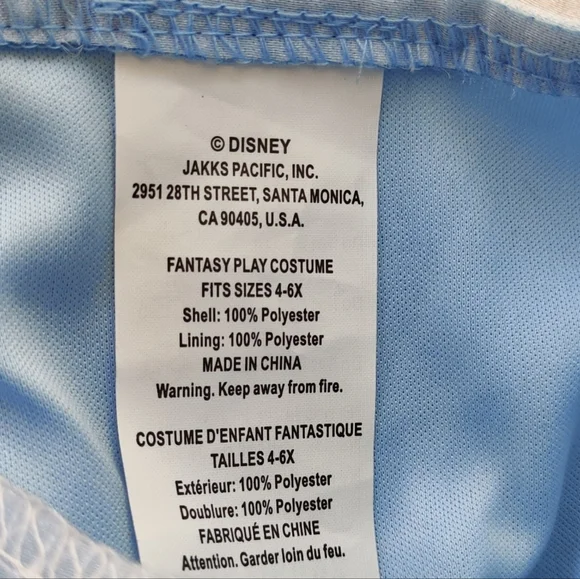 © DISNEY
JAKKS PACIFIC, INC.
2951 28TH STREET, SANTA MONICA,
CA 90405, U.S.A.
FANTASY PLAY COSTUME
FITS SIZES 4-6X
Shell: 100% Polyester
Lining: 100% Polyester
MADE IN CHINA
Warning. Keep away from fire.
COSTUME D'ENFANT FANTASTIQUE
TAILLES 4-6X
Extérieur: 100% Polyester
Doublure: 100% Polyester
FABRIQUÉ EN CHINE
Attention. Garder loin du feu.